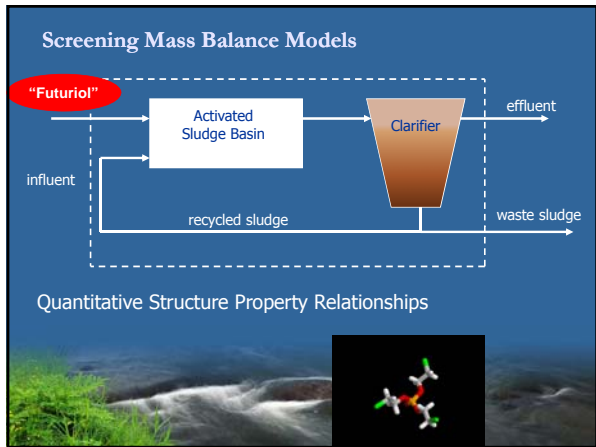 Screening Mass Balance Models
“Futuriol”
Activated
Sludge Basin
Clarifier
effluent
influent
recycled sludge
waste sludge
Quantitative Structure Property Relationships